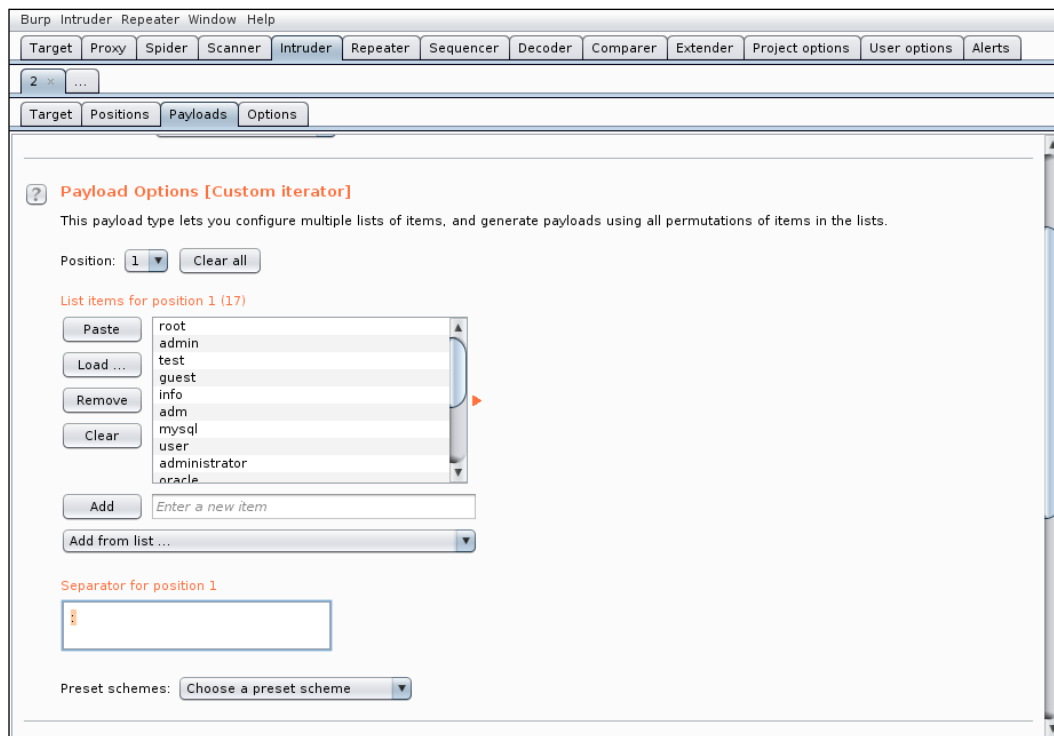 Burp Intruder Repeater Window Help
Target Proxy Spider Scanner Intruder Repeater Sequencer Decoder Comparer Extender Project options User options Alerts
2 × ...
Target Positions Payloads Options
? Payload Options [Custom iterator]
This payload type lets you configure multiple lists of items, and generate payloads using all permutations of items in the lists.
Position: 1 Clear all
List items for position 1 (17)
Paste root
admin
Load ... test
guest
Remove info
adm
Clear mysql
user
administrator
oracle
Add Enter a new item
Add from list ...
Separator for position 1
:
Preset schemes: Choose a preset scheme